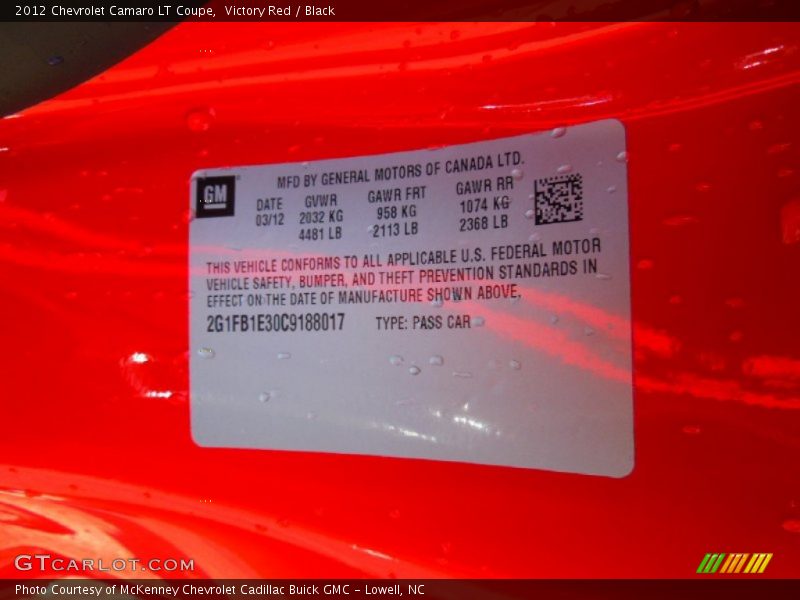 2012 Chevrolet Camaro LT Coupe, Victory Red / Black
GM
MFD BY GENERAL MOTORS OF CANADA LTD.
DATE GVWR GAWR FRT GAWR RR
03/12 2032 KG 958 KG 1074 KG
4481 LB 2113 LB 2368 LB
THIS VEHICLE CONFORMS TO ALL APPLICABLE U.S. FEDERAL MOTOR
VEHICLE SAFETY, BUMPER, AND THEFT PREVENTION STANDARDS IN
EFFECT ON THE DATE OF MANUFACTURE SHOWN ABOVE.
2G1FB1E30C9188017 TYPE: PASS CAR
GTCARLOT.COM
Photo Courtesy of McKenney Chevrolet Cadillac Buick GMC - Lowell, NC